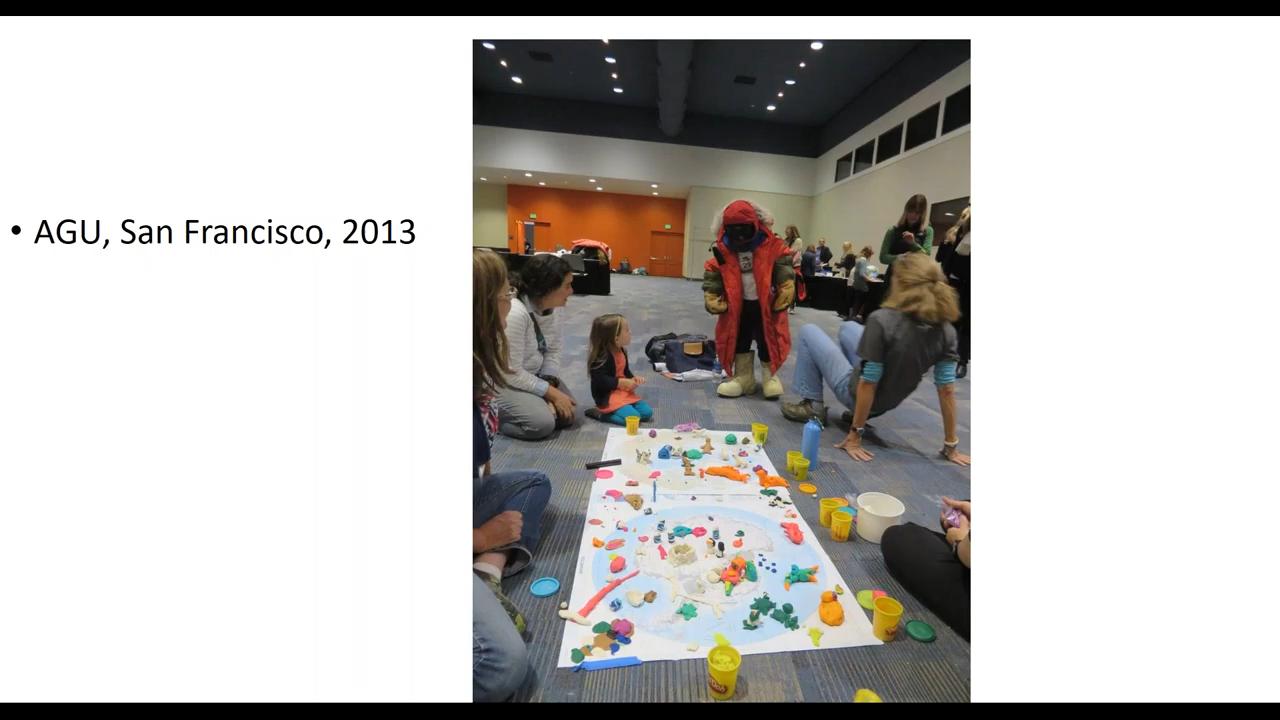 • AGU, San Francisco, 2013